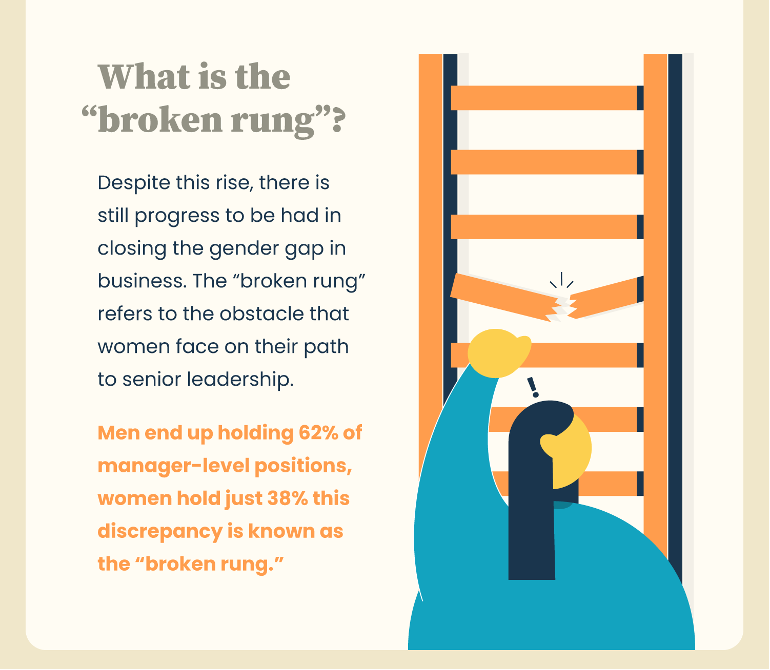 What is the
“broken rung”?
Despite this rise, there is
still progress to be had in
closing the gender gap in
business. The “broken rung”
refers to the obstacle that
women face on their path
to senior leadership.
Men end up holding 62% of
manager-level positions,
women hold just 38% this
discrepancy is known as
the “broken rung.”
!